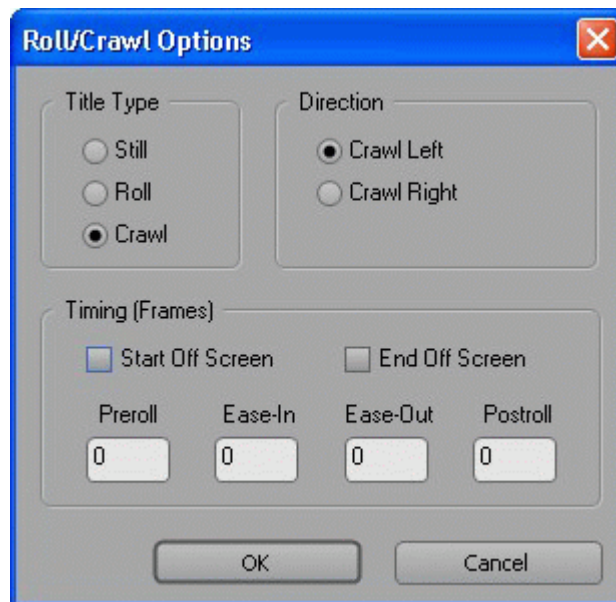 Roll/Crawl Options
Title Type
Still
Roll
Crawl
Direction
Crawl Left
Crawl Right
Timing (Frames)
Start Off Screen
End Off Screen
Preroll
Ease-In
Ease-Out
Postroll
0
0
0
0
OK
Cancel